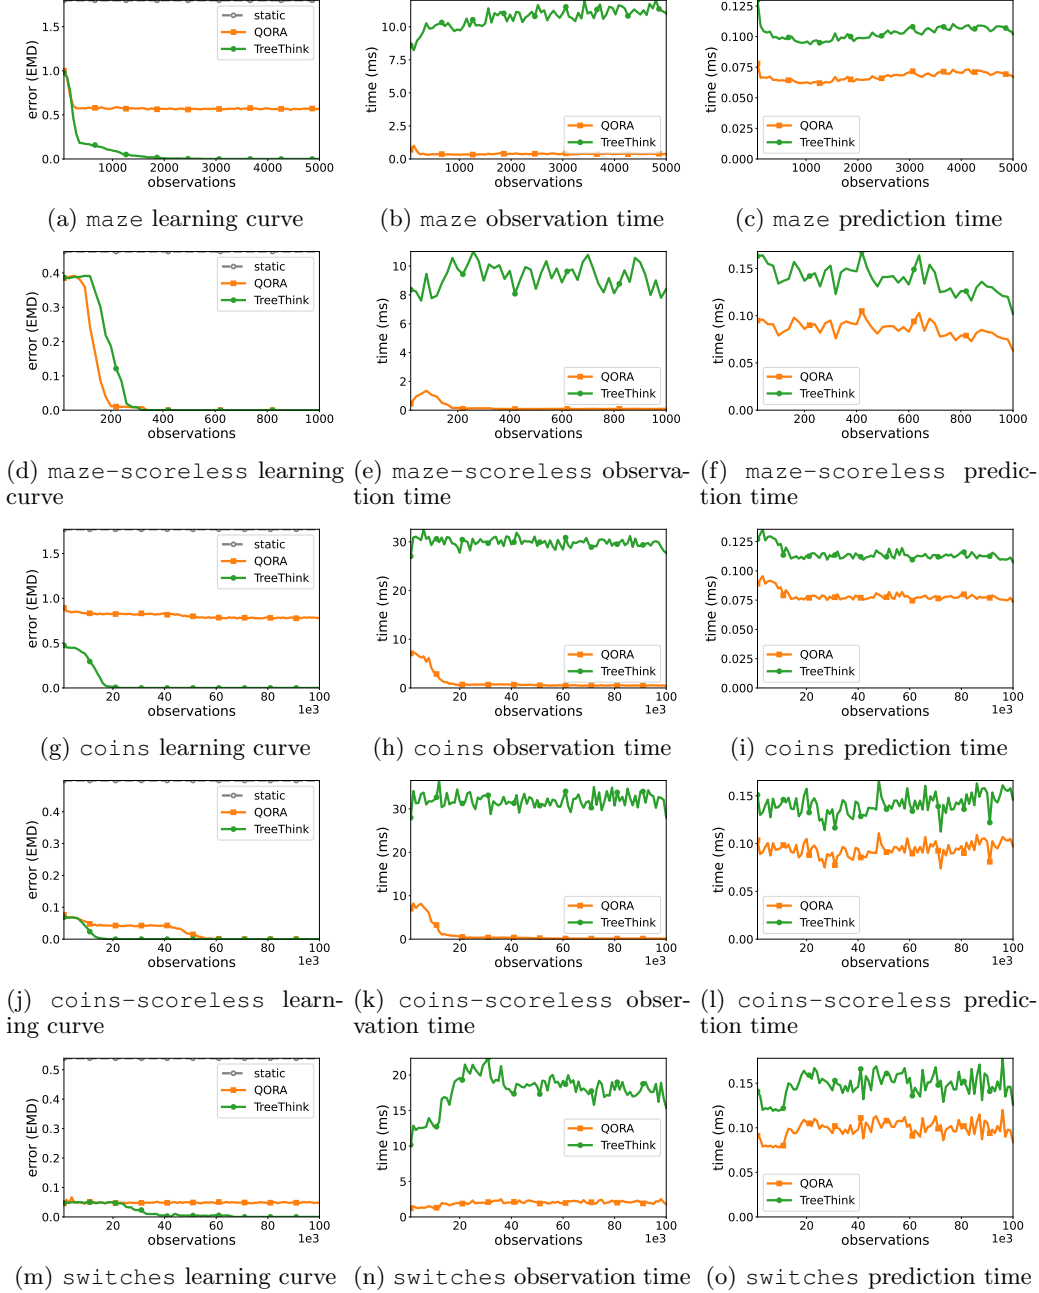 error (EMD)
1.0
0.5
0.0
0
1000
2000
3000
4000
5000
observations
static
QORA
TreeThink
time (ms)
10.0
7.5
5.0
2.5
0.0
0
1000
2000
3000
4000
5000
observations
QORA
TreeThink
time (ms)
0.125
0.100
0.075
0.050
0.025
0.000
1000
2000
3000
4000
5000
observations
QORA
TreeThink
(a) maze learning curve
(b) maze observation time
(c) maze prediction time
error (EMD)
0.4
0.3
0.2
0.1
0.0
200
400
600
800
1000
observations
static
QORA
TreeThink
time (ms)
10
8
6
4
2
0
200
400
600
800
1000
observations
QORA
TreeThink
time (ms)
0.15
0.10
0.05
0.00
200
400
600
800
1000
observations
QORA
TreeThink
(d) maze-scoreless learning
curve
(e) maze-scoreless observa-
tion time
(f) maze-scoreless predic-
tion time
error (EMD)
1.5
1.0
0.5
0.0
20
40
60
80
100
1e3
observations
static
QORA
TreeThink
time (ms)
30
20
10
0
20
40
60
80
100
1e3
observations
QORA
TreeThink
time (ms)
0.125
0.100
0.075
0.050
0.025
0.000
20
40
60
80
100
1e3
observations
QORA
TreeThink
(g) coins learning curve
(h) coins observation time
(i) coins prediction time
error (EMD)
0.4
0.3
0.2
0.1
0.0
20
40
60
80
100
1e3
observations
static
QORA
TreeThink
time (ms)
30
20
10
0
20
40
60
80
100
1e3
observations
QORA
TreeThink
time (ms)
0.15
0.10
0.05
0.00
20
40
60
80
100
1e3
observations
QORA
TreeThink
(j) coins-scoreless learn-
ing curve
(k) coins-scoreless obser-
vation time
(l) coins-scoreless predic-
tion time
error (EMD)
0.5
0.4
0.3
0.2
0.1
0.0
20
40
60
80
100
1e3
observations
static
QORA
TreeThink
time (ms)
20
15
10
5
0
20
40
60
80
100
1e3
observations
QORA
TreeThink
time (ms)
0.15
0.10
0.05
0.00
20
40
60
80
100
1e3
observations
QORA
TreeThink
(m) switches learning curve
(n) switches observation time
(o) switches prediction time